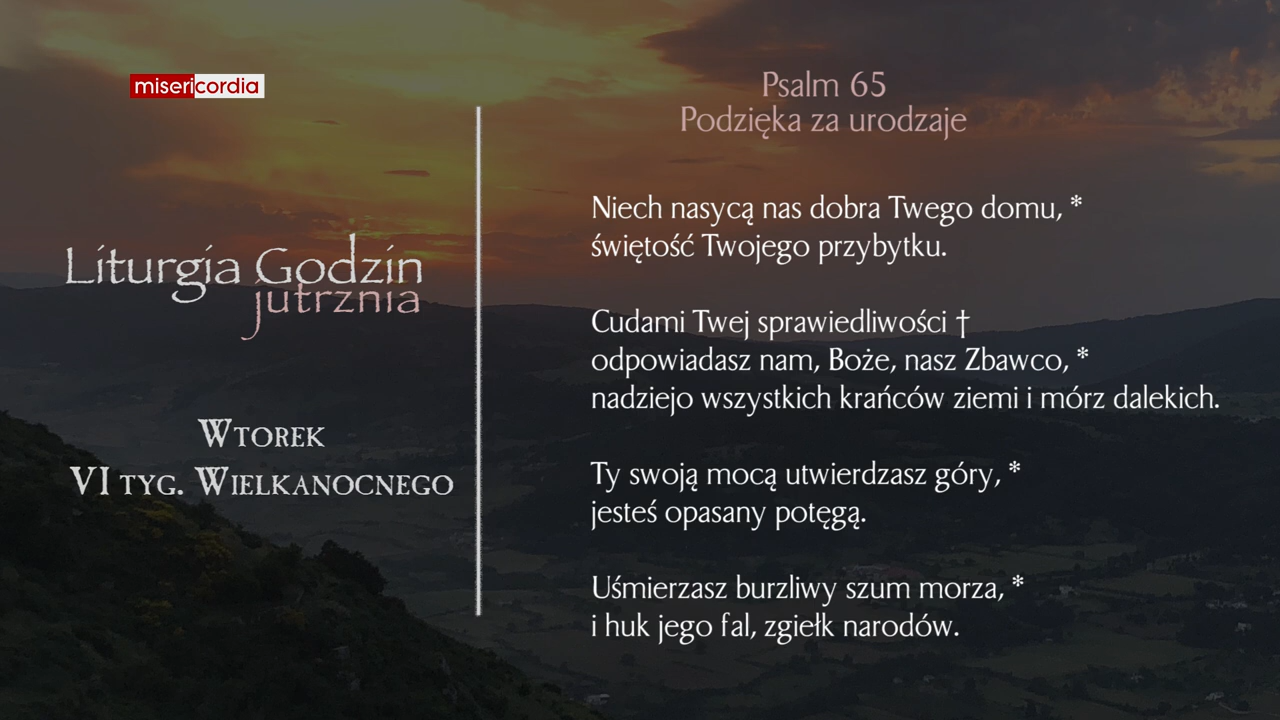 misericordia
Liturgia Godzin
jutrznia
Wtorek
VI tyg. Wielkanocnego
Psalm 65
Podzięka za urodzaje
Niech nasycą nas dobra Twego domu, *
świętość Twojego przybytku.
Cudami Twej sprawiedliwości †
odpowiadasz nam, Boże, nasz Zbawco, *
nadziejo wszystkich krańców ziemi i mórz dalekich.
Ty swoją mocą utwierdzasz góry, *
jesteś opasany potęgą.
Uśmierzasz burzliwy szum morza, *
i huk jego fal, zgiełk narodów.